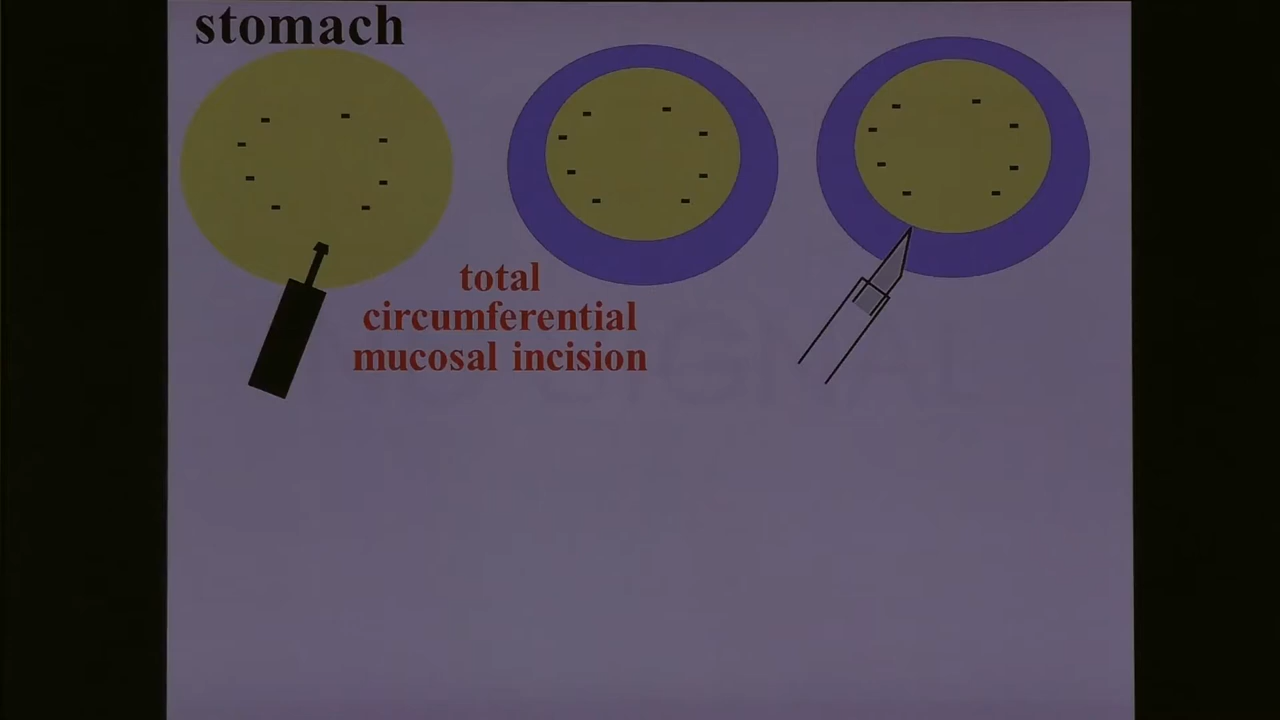 stomach
total
circumferential
mucosal incision